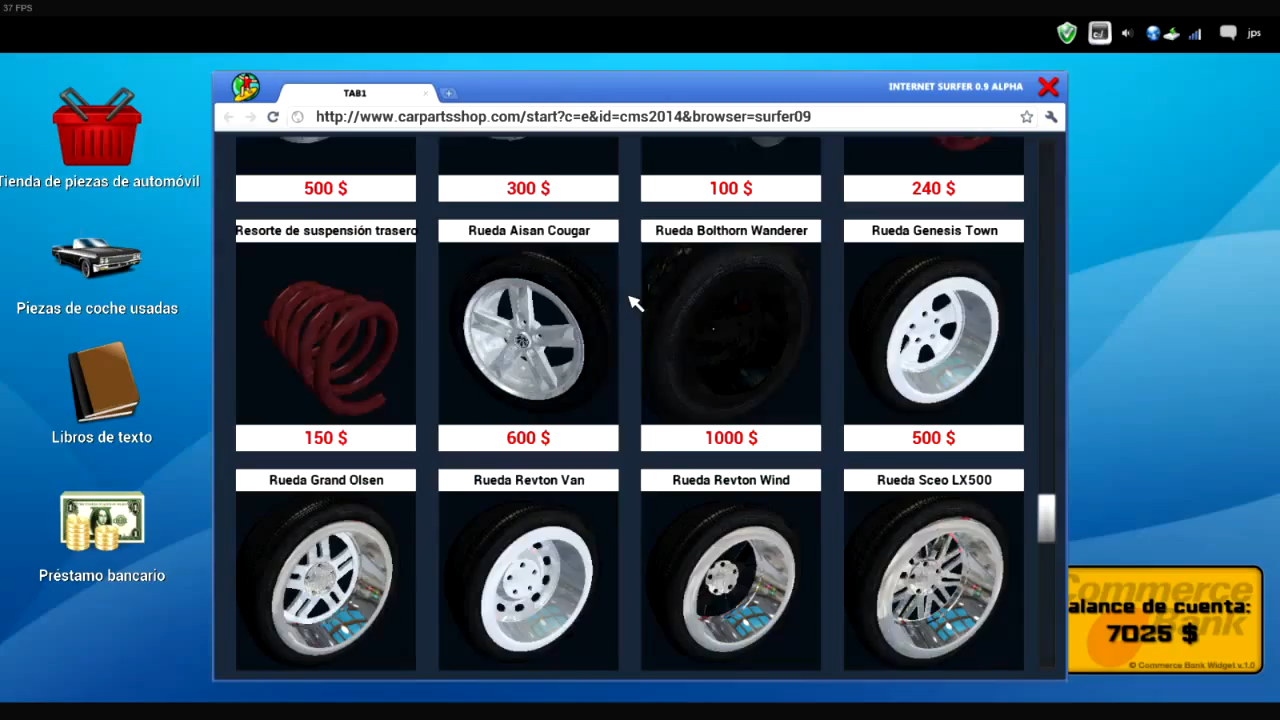 37 FPS
jps
TAB1
INTERNET SURFER 0.9 ALPHA
http://www.carpartsshop.com/start?c=e&id=cms2014&browser=surfer09
Tienda de piezas de automóvil
Piezas de coche usadas
Libros de texto
Préstamo bancario
500 $
300 $
100 $
240 $
Resorte de suspensión trasero
Rueda Aisan Cougar
Rueda Bolthorn Wanderer
Rueda Genesis Town
150 $
600 $
1000 $
500 $
Rueda Grand Olsen
Rueda Revton Van
Rueda Revton Wind
Rueda Sceo LX500
Commerce
Bank
alance de cuenta:
7025 $
© Commerce Bank Widget v.1.0